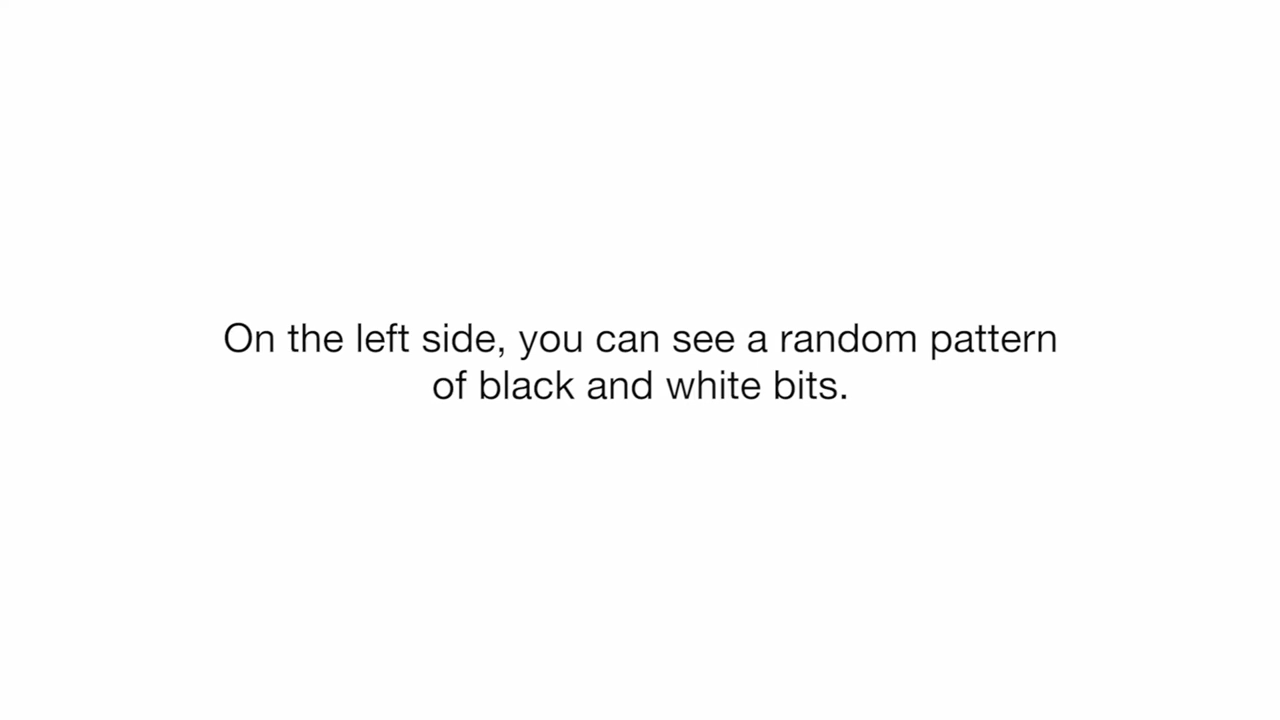 On the left side, you can see a random pattern
of black and white bits.